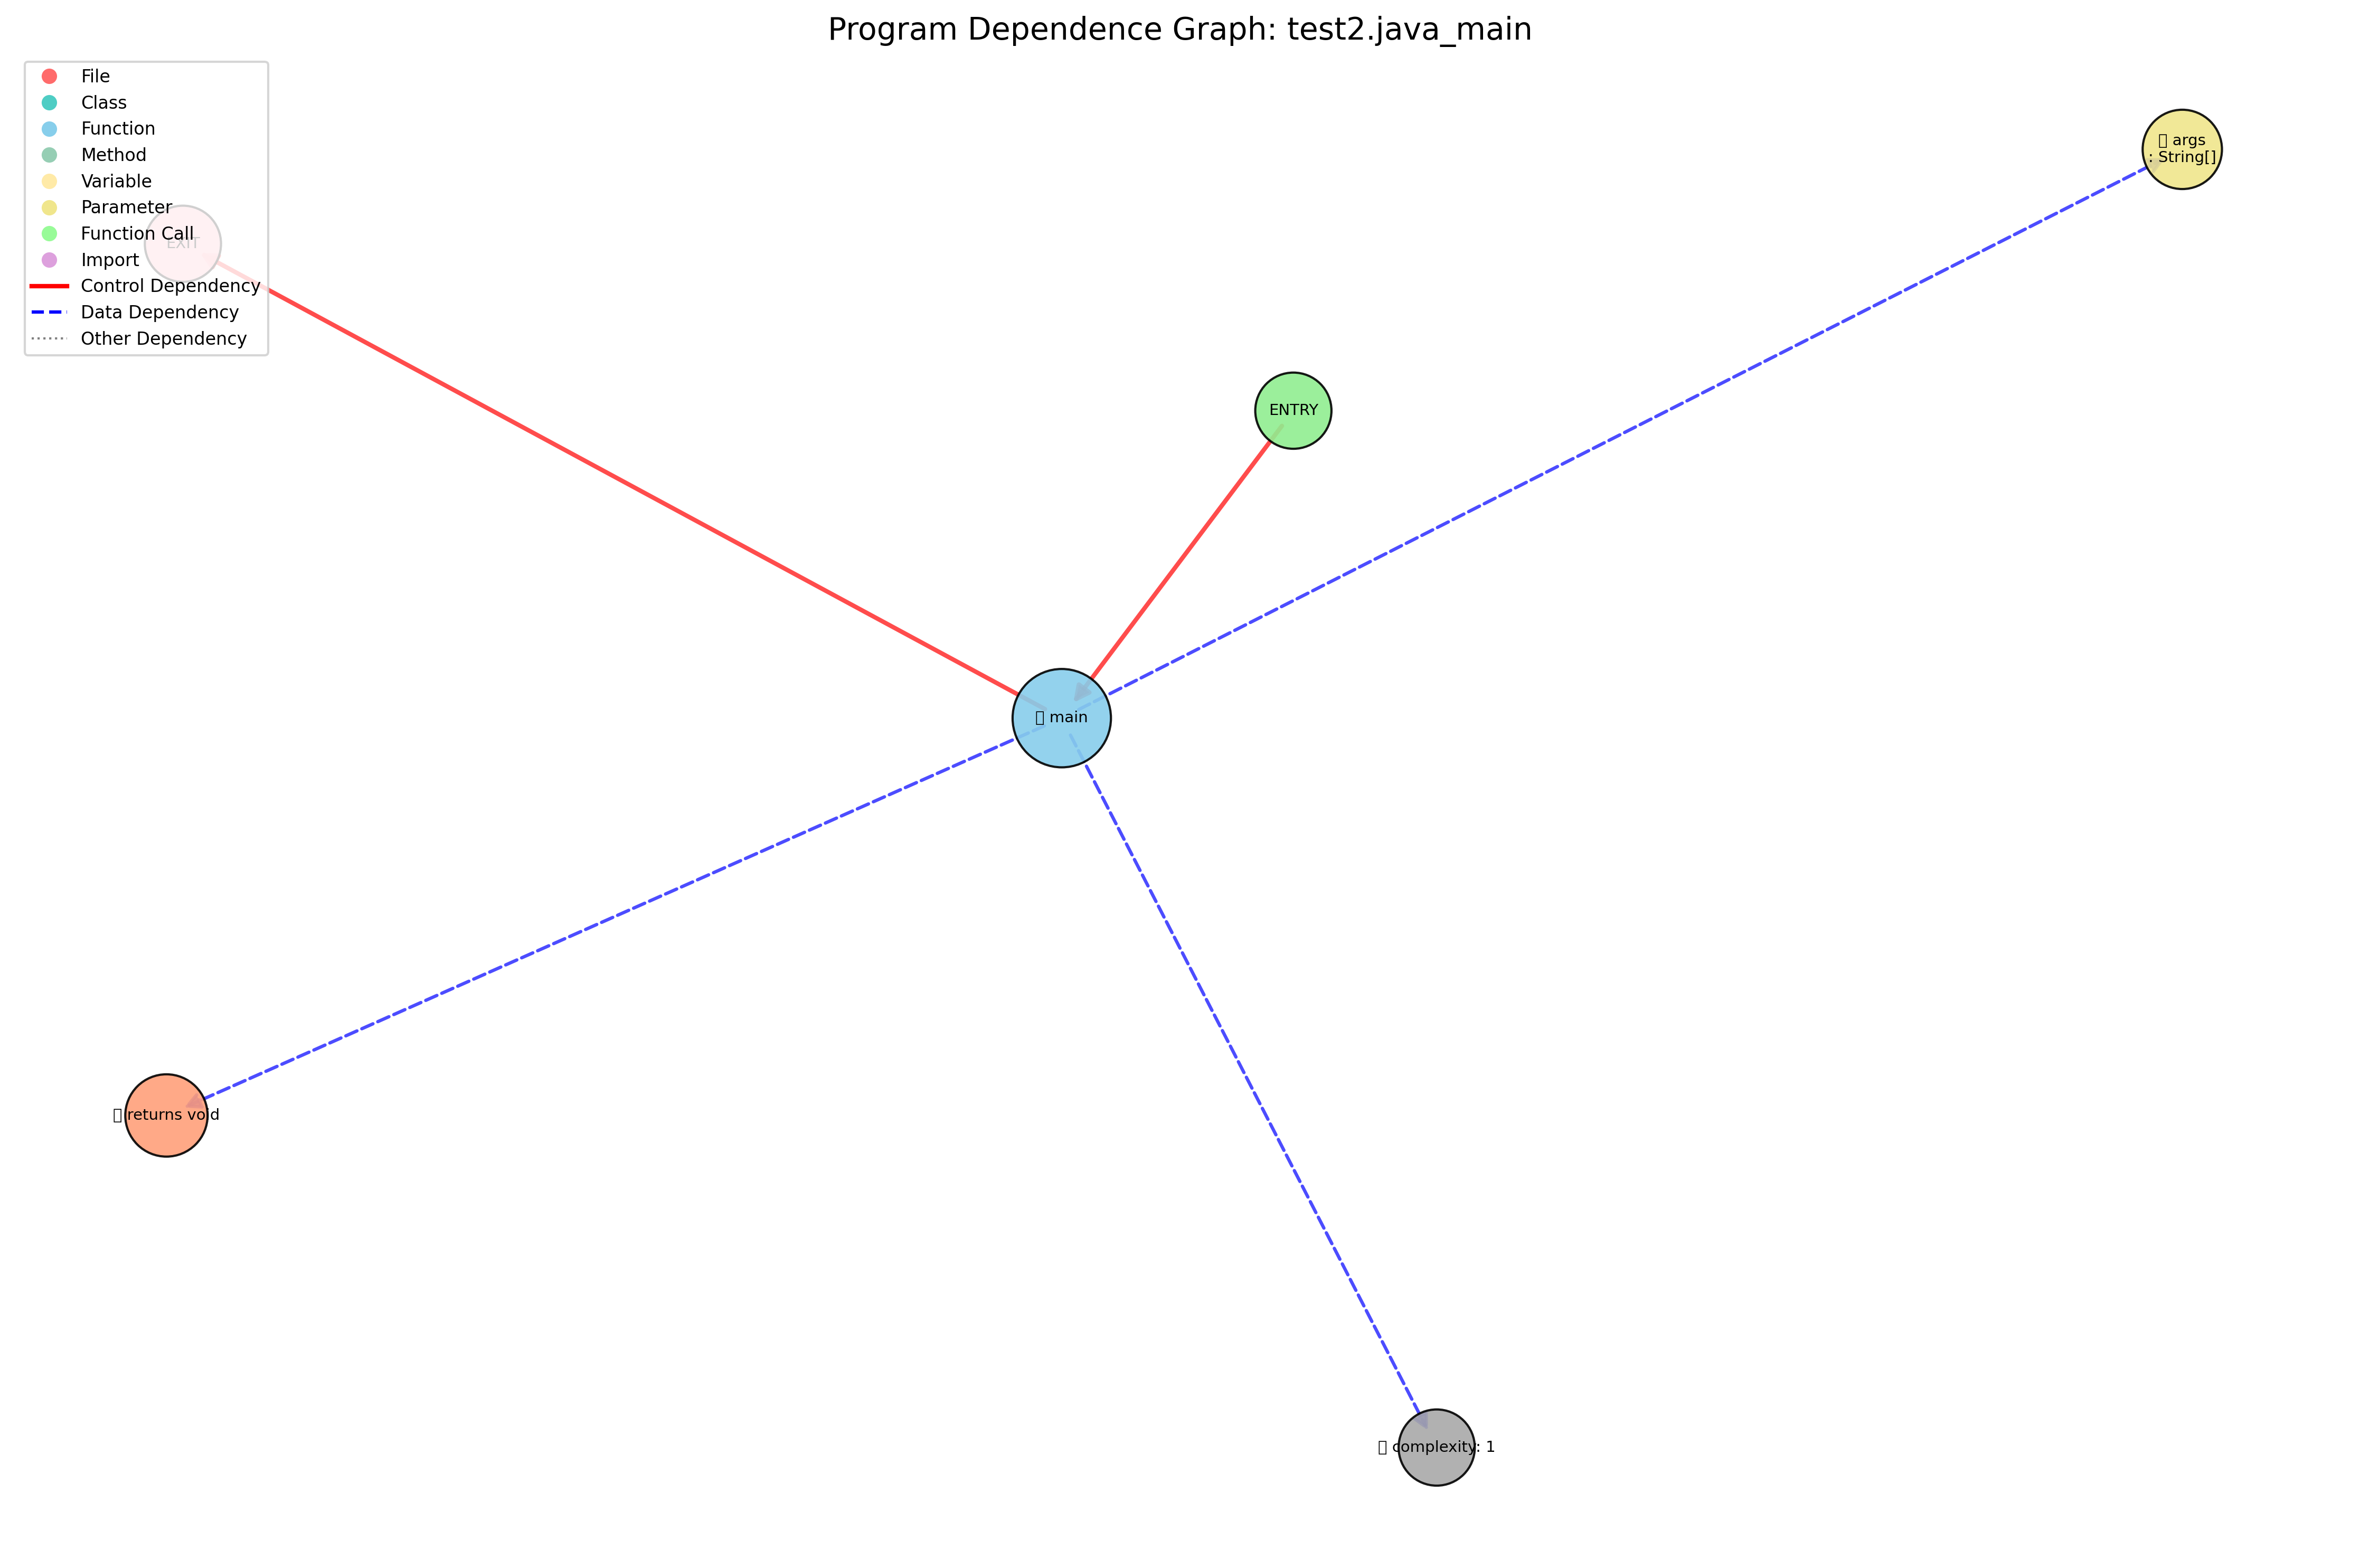 Program Dependence Graph: test2.java_main
File
Class
Function
Method
Variable
Parameter
Function Call
Import
Control Dependency
Data Dependency
Other Dependency
EXIT
args
: String[]
ENTRY
main
returns void
complexity: 1